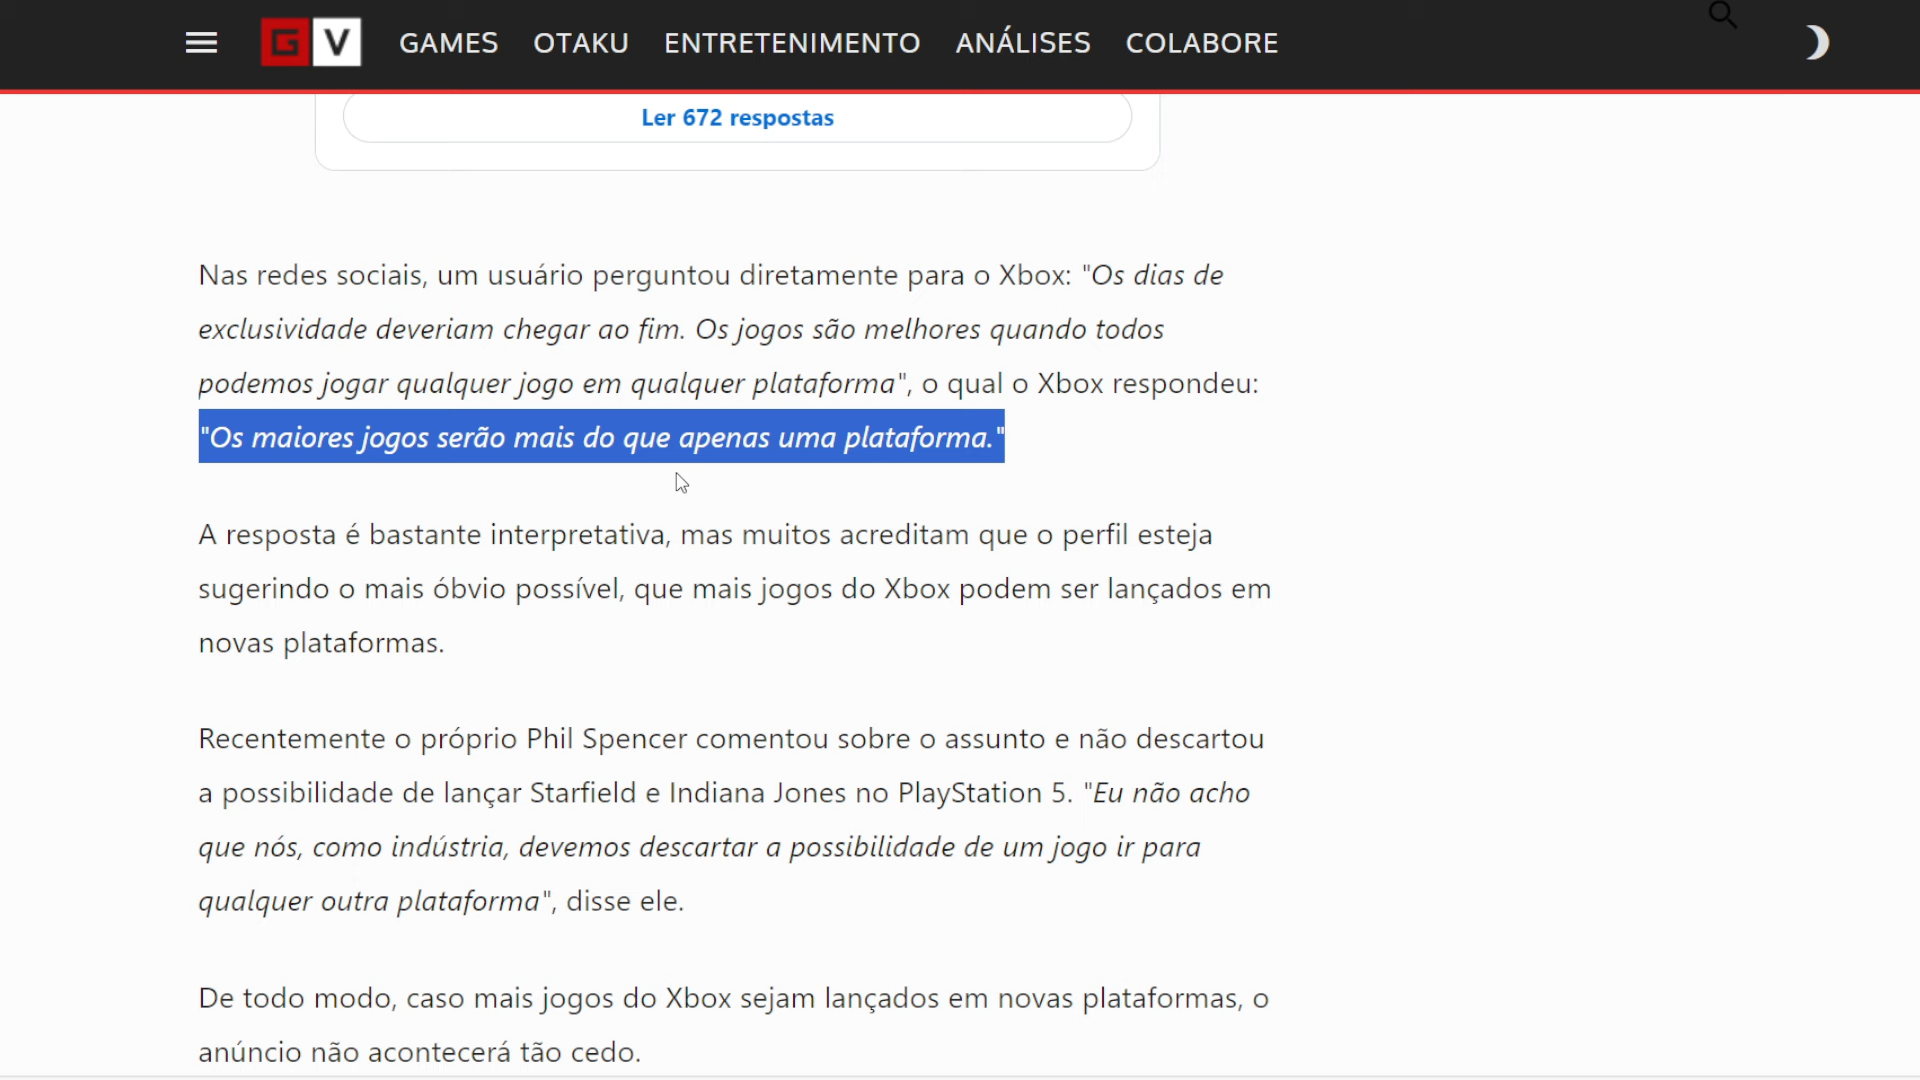 G V GAMES OTAKU ENTRETENIMENTO ANÁLISES COLABORE
Ler 672 respostas
Nas redes sociais, um usuário perguntou diretamente para o Xbox: "Os dias de
exclusividade deveriam chegar ao fim. Os jogos são melhores quando todos
podemos jogar qualquer jogo em qualquer plataforma", o qual o Xbox respondeu:
"Os maiores jogos serão mais do que apenas uma plataforma."
A resposta é bastante interpretativa, mas muitos acreditam que o perfil esteja
sugerindo o mais óbvio possível, que mais jogos do Xbox podem ser lançados em
novas plataformas.
Recentemente o próprio Phil Spencer comentou sobre o assunto e não descartou
a possibilidade de lançar Starfield e Indiana Jones no PlayStation 5. "Eu não acho
que nós, como indústria, devemos descartar a possibilidade de um jogo ir para
qualquer outra plataforma", disse ele.
De todo modo, caso mais jogos do Xbox sejam lançados em novas plataformas, o
anúncio não acontecerá tão cedo.